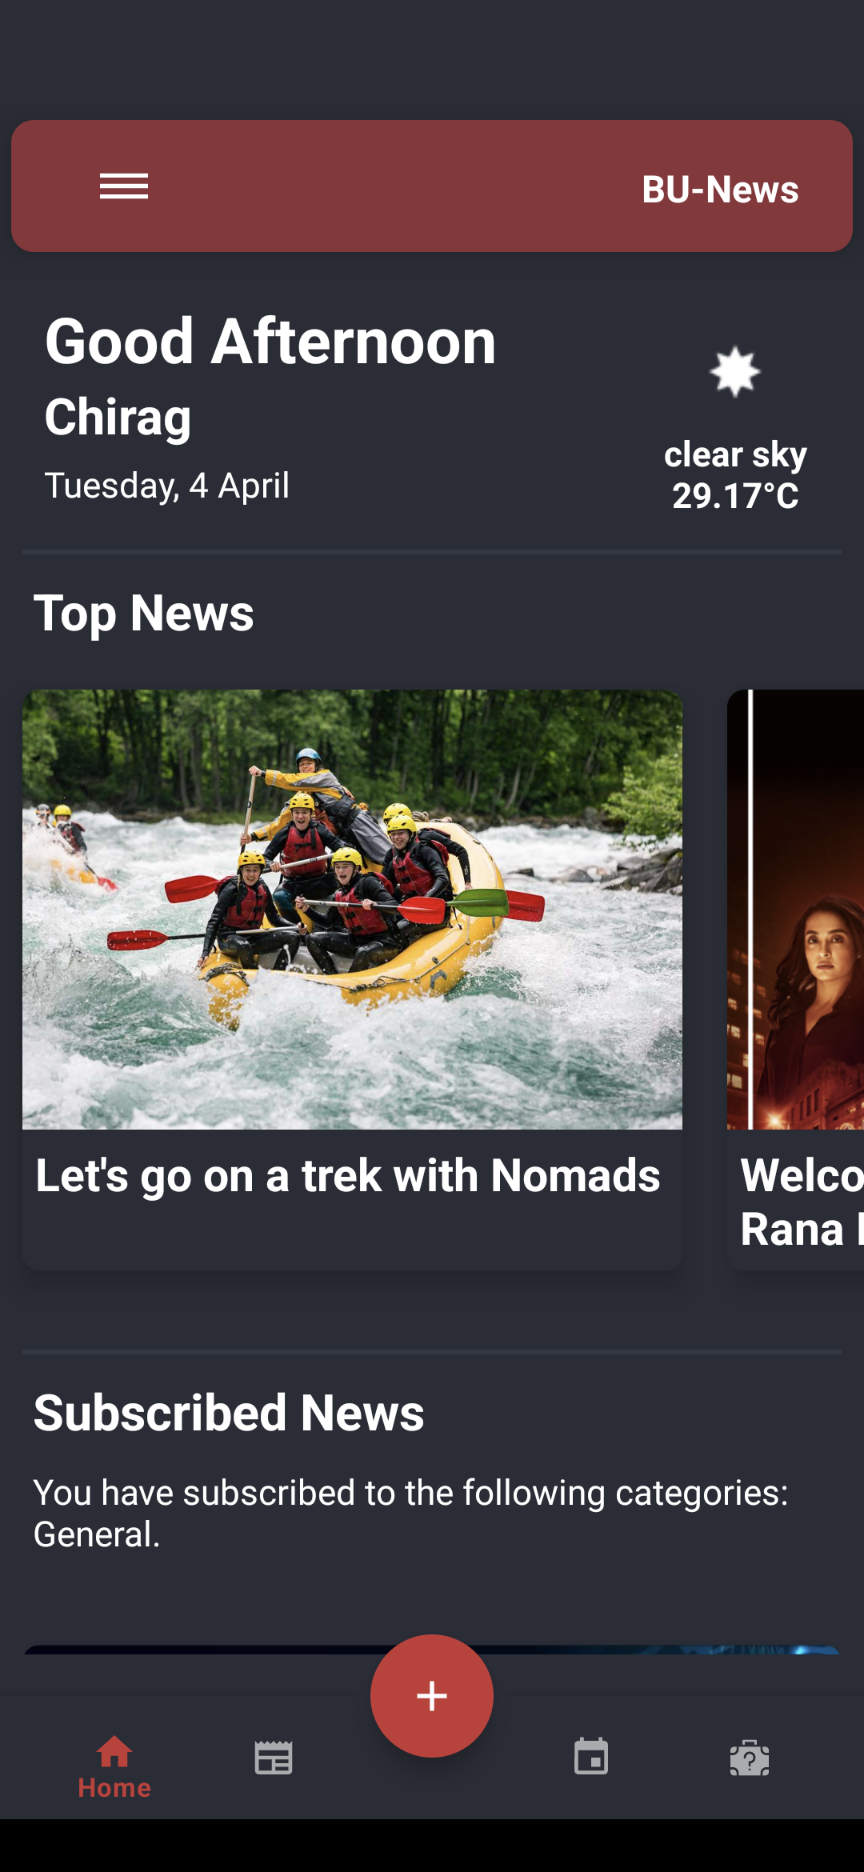 BU-News
Good Afternoon
Chirag
Tuesday, 4 April
clear sky
29.17°C
Top News
Let's go on a trek with Nomads
Rana
Subscribed News
You have subscribed to the following categories:
General.
Home